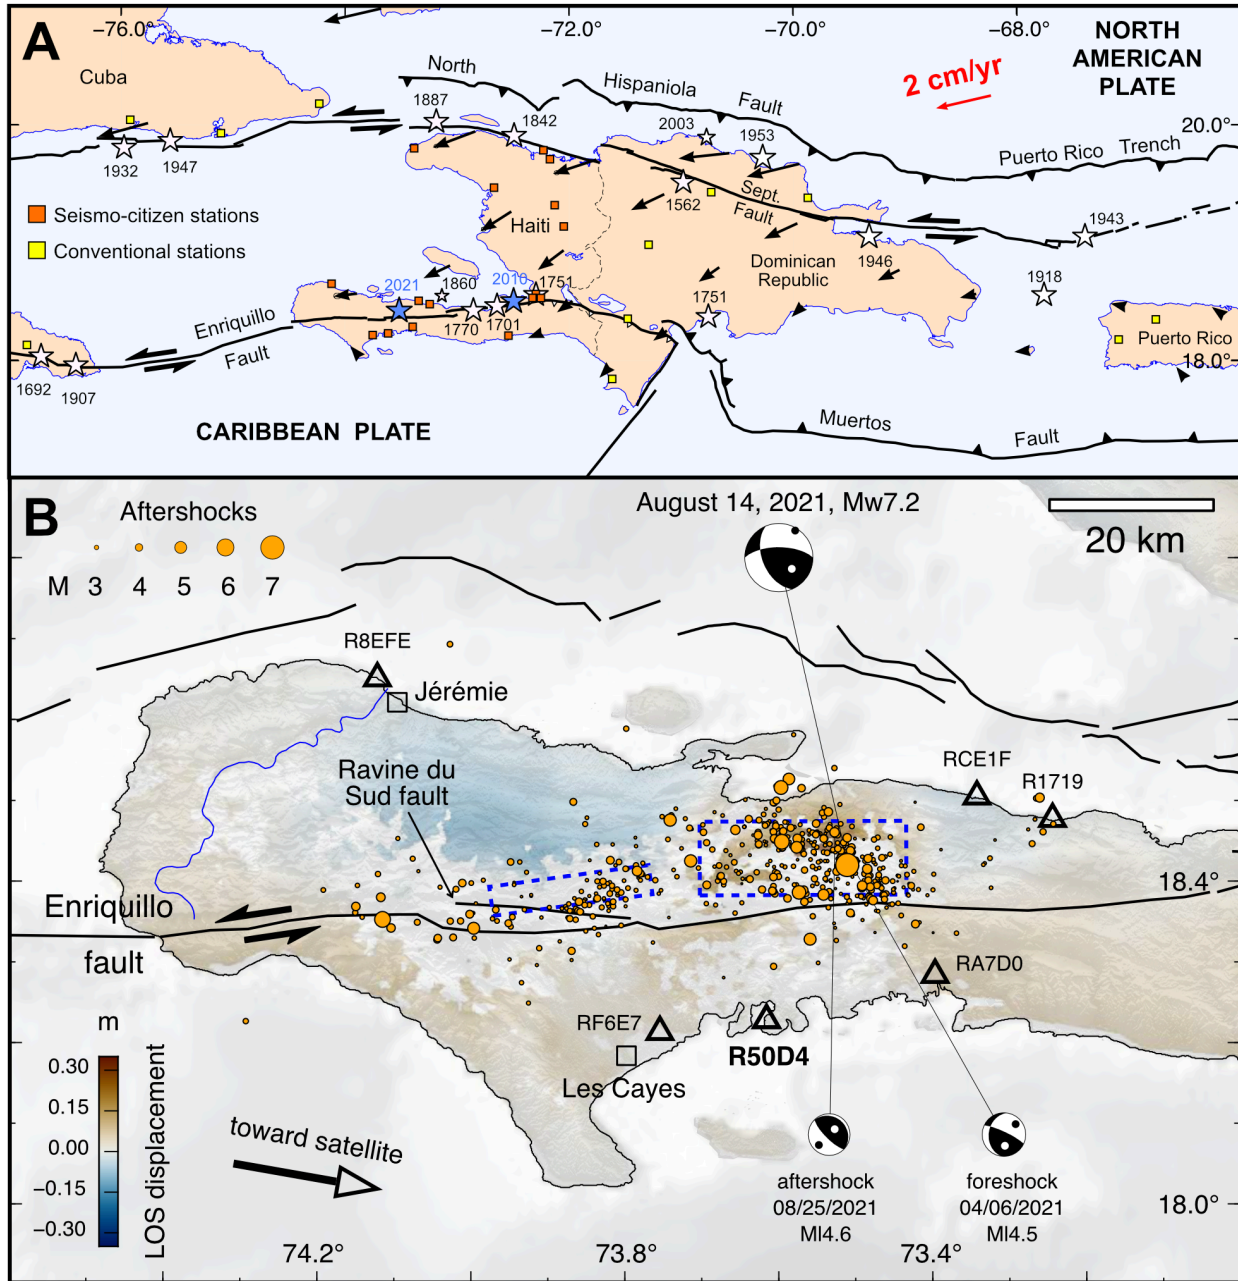 A
−76.0°
−72.0°
−70.0°
−68.0°
NORTH
AMERICAN
PLATE
Cuba
North
Hispaniola
Fault
2 cm/yr
1887
1842
2003
1953
20.0°
1932
1947
Puerto Rico Trench
Sept.
Fault
1562
Seismo-citizen stations
Haiti
1943
Conventional stations
Dominican
Republic
1946
1918
2021
1860
2010
1751
1751
Enriquillo
Fault
1770
1701
Puerto Rico
18.0°
1692
1907
CARIBBEAN PLATE
Muertos
Fault
B
Aftershocks
M 3 4 5 6 7
August 14, 2021, Mw7.2
20 km
R8EFE
Jérémie
Ravine du
Sud fault
RCE1F
R1719
18.4°
Enriquillo
fault
RA7D0
RF6E7
R50D4
Les Cayes
m
0.30
0.15
0.00
−0.15
−0.30
LOS displacement
toward satellite
aftershock
08/25/2021
Ml4.6
foreshock
04/06/2021
Ml4.5
18.0°
74.2°
73.8°
73.4°